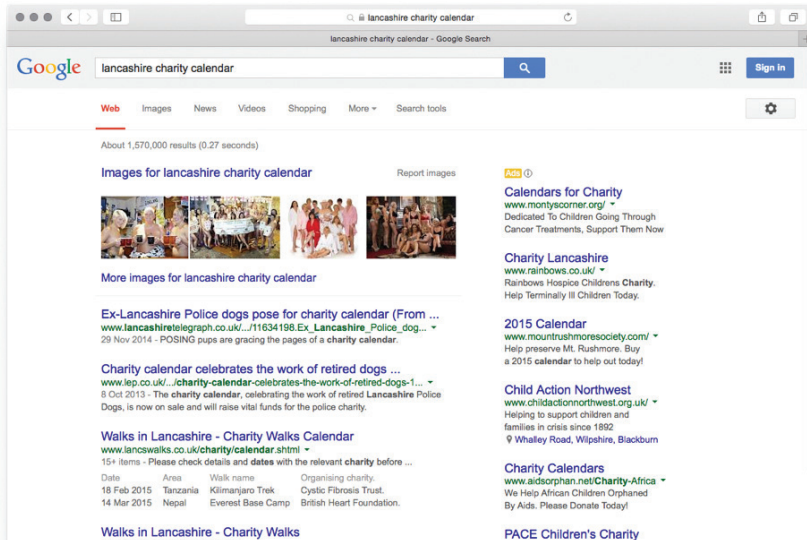 lancashire charity calendar
lancashire charity calendar - Google Search
Google
lancashire charity calendar
Sign in
Web Images News Videos Shopping More Search tools
About 1,570,000 results (0.27 seconds)
Images for lancashire charity calendar
Report images
More images for lancashire charity calendar
Ex-Lancashire Police dogs pose for charity calendar (From ...
www.lancashiretelegraph.co.uk/.../11634198.Ex_Lancashire_Police_dog...
29 Nov 2014 - POSING pups are gracing the pages of a charity calendar.
Charity calendar celebrates the work of retired dogs ...
www.lep.co.uk/.../charity-calendar-celebrates-the-work-of-retired-dogs-1...
8 Oct 2013 - The charity calendar, celebrating the work of retired Lancashire Police
Dogs, is now on sale and will raise vital funds for the police charity.
Walks in Lancashire - Charity Walks Calendar
www.lancswalks.co.uk/charity/calendar.shtml
15+ items - Please check details and dates with the relevant charity before ...
Date Area Walk name Organising charity.
18 Feb 2015 Tanzania Kilimanjaro Trek Cystic Fibrosis Trust.
14 Mar 2015 Nepal Everest Base Camp British Heart Foundation.
Walks in Lancashire - Charity Walks
Ads
Calendars for Charity
www.montyscorner.org/
Dedicated To Children Going Through
Cancer Treatments, Support Them Now
Charity Lancashire
www.rainbows.co.uk/
Rainbows Hospice Childrens Charity.
Help Terminally Ill Children Today.
2015 Calendar
www.mountrushmoresociety.com/
Help preserve Mt. Rushmore. Buy
a 2015 calendar to help out today!
Child Action Northwest
www.childactionnorthwest.org.uk/
Helping to support children and
families in crisis since 1892
Whalley Road, Wilpshire, Blackburn
Charity Calendars
www.aidsorphan.net/Charity-Africa
We Help African Children Orphaned
By Aids. Please Donate Today!
PACE Children's Charity